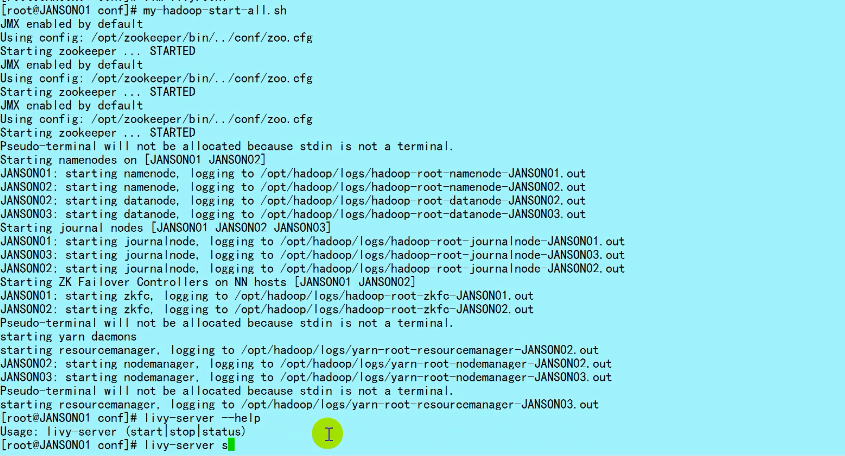 [root@JANSON01 conf]# my-hadoop-start-all.sh
JMX enabled by default
Using config: /opt/zookeeper/bin/../conf/zoo.cfg
Starting zookeeper ... STARTED
JMX enabled by default
Using config: /opt/zookeeper/bin/../conf/zoo.cfg
Starting zookeeper ... STARTED
JMX enabled by default
Using config: /opt/zookeeper/bin/../conf/zoo.cfg
Starting zookeeper ... STARTED
Pseudo-terminal will not be allocated because stdin is not a terminal.
Starting namenodes on [JANSON01 JANSON02]
JANSON01: starting namenode, logging to /opt/hadoop/logs/hadoop-root-namenode-JANSON01.out
JANSON02: starting namenode, logging to /opt/hadoop/logs/hadoop-root-namenode-JANSON02.out
JANSON02: starting datanode, logging to /opt/hadoop/logs/hadoop-root-datanode-JANSON02.out
JANSON03: starting datanode, logging to /opt/hadoop/logs/hadoop-root-datanode-JANSON03.out
Starting journal nodes [JANSON01 JANSON02 JANSON03]
JANSON01: starting journalnode, logging to /opt/hadoop/logs/hadoop-root-journalnode-JANSON01.out
JANSON03: starting journalnode, logging to /opt/hadoop/logs/hadoop-root-journalnode-JANSON03.out
JANSON02: starting journalnode, logging to /opt/hadoop/logs/hadoop-root-journalnode-JANSON02.out
Starting ZK Failover Controllers on NN hosts [JANSON01 JANSON02]
JANSON01: starting zkfc, logging to /opt/hadoop/logs/hadoop-root-zkfc-JANSON01.out
JANSON02: starting zkfc, logging to /opt/hadoop/logs/hadoop-root-zkfc-JANSON02.out
Pseudo-terminal will not be allocated because stdin is not a terminal.
starting yarn daemons
starting resourcemanager, logging to /opt/hadoop/logs/yarn-root-resourcemanager-JANSON02.out
JANSON02: starting nodemanager, logging to /opt/hadoop/logs/yarn-root-nodemanager-JANSON02.out
JANSON03: starting nodemanager, logging to /opt/hadoop/logs/yarn-root-nodemanager-JANSON03.out
Pseudo-terminal will not be allocated because stdin is not a terminal.
starting resourcemanager, logging to /opt/hadoop/logs/yarn-root-resourcemanager-JANSON03.out
[root@JANSON01 conf]# livy-server --help
Usage: livy-server (start|stop|status)
[root@JANSON01 conf]# livy-server s